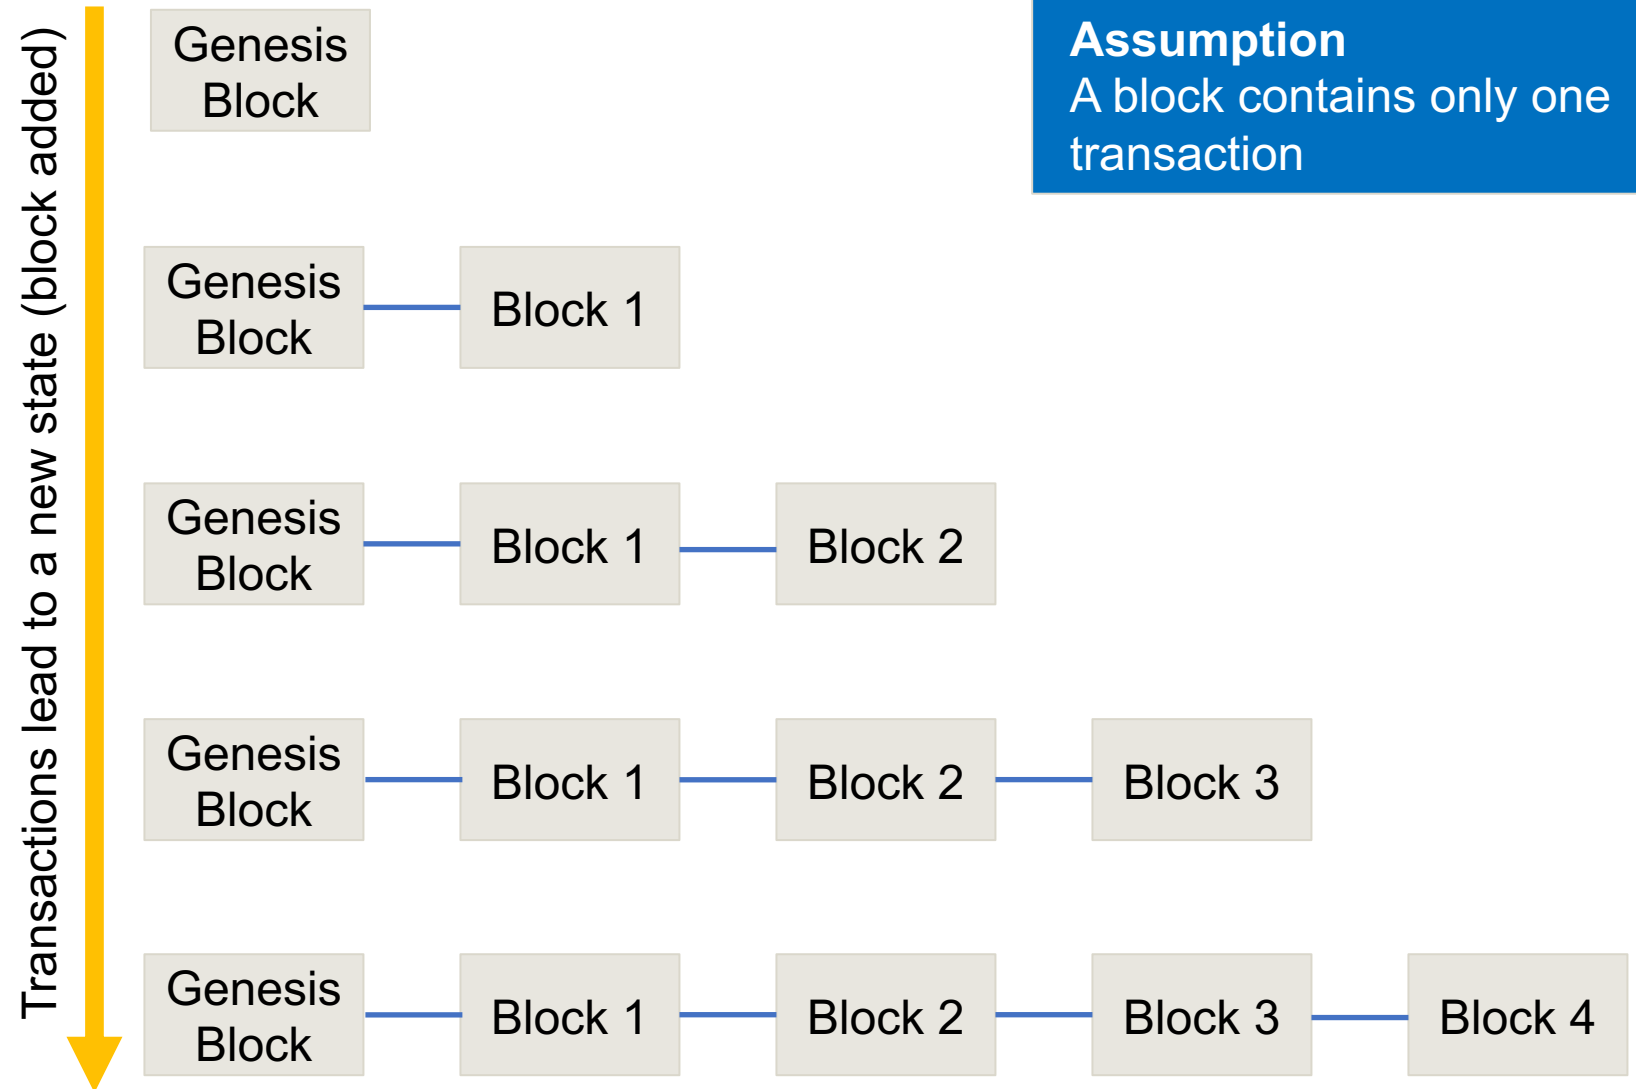 Transactions lead to a new state (block added)
Genesis
Block
Assumption
A block contains only one
transaction
Genesis
Block
Block 1
Genesis
Block
Block 1
Block 2
Genesis
Block
Block 1
Block 2
Block 3
Genesis
Block
Block 1
Block 2
Block 3
Block 4